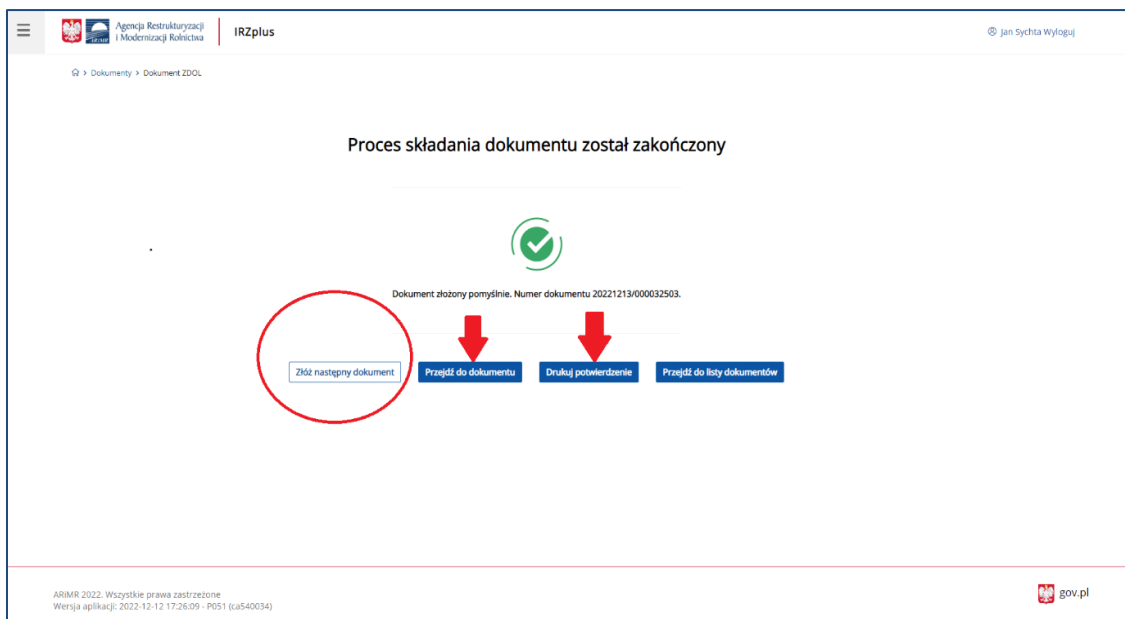 Agencja Restrukturyzacji
i Modernizacji Rolnictwa
IRZplus
Jan Sychta Wyloguj
> Dokumenty > Dokument ZDOL
Proces składania dokumentu został zakończony
Dokument złożony pomyślnie. Numer dokumentu 20221213/000032503.
Złóż następny dokument
Przejdź do dokumentu
Drukuj potwierdzenie
Przejdź do listy dokumentów
ARiMR 2022. Wszystkie prawa zastrzeżone
Wersja aplikacji: 2022-12-12 17:26:09 - P051 (ca540034)
gov.pl